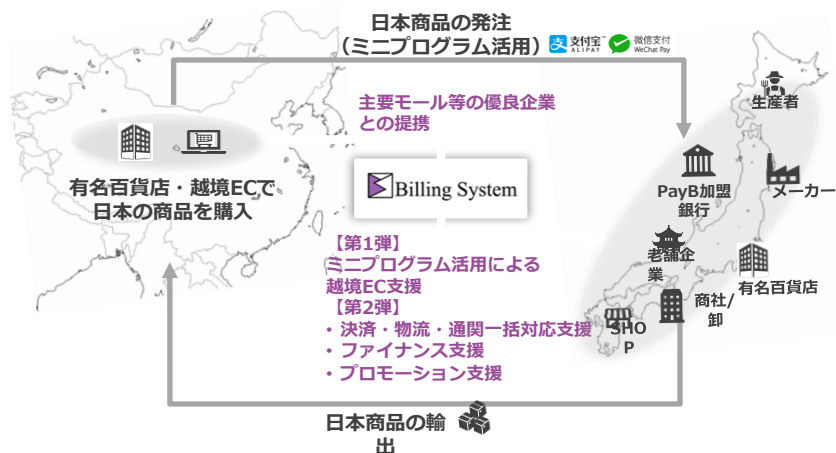 日本商品の発注
（ミニプログラム活用）
支付宝
ALIPAY
微信支付
WeChat Pay
主要モール等の優良企業
との提携
生産者
有名百貨店・越境ECで
日本の商品を購入
Billing System
PayB加盟
銀行
メーカー
【第1弾】
ミニプログラム活用による
越境EC支援
【第2弾】
・決済・物流・通関一括対応支援
・ファイナンス支援
・プロモーション支援
老舗企
業
有名百貨店
商社/
卸
SHO
P
日本商品の輸
出